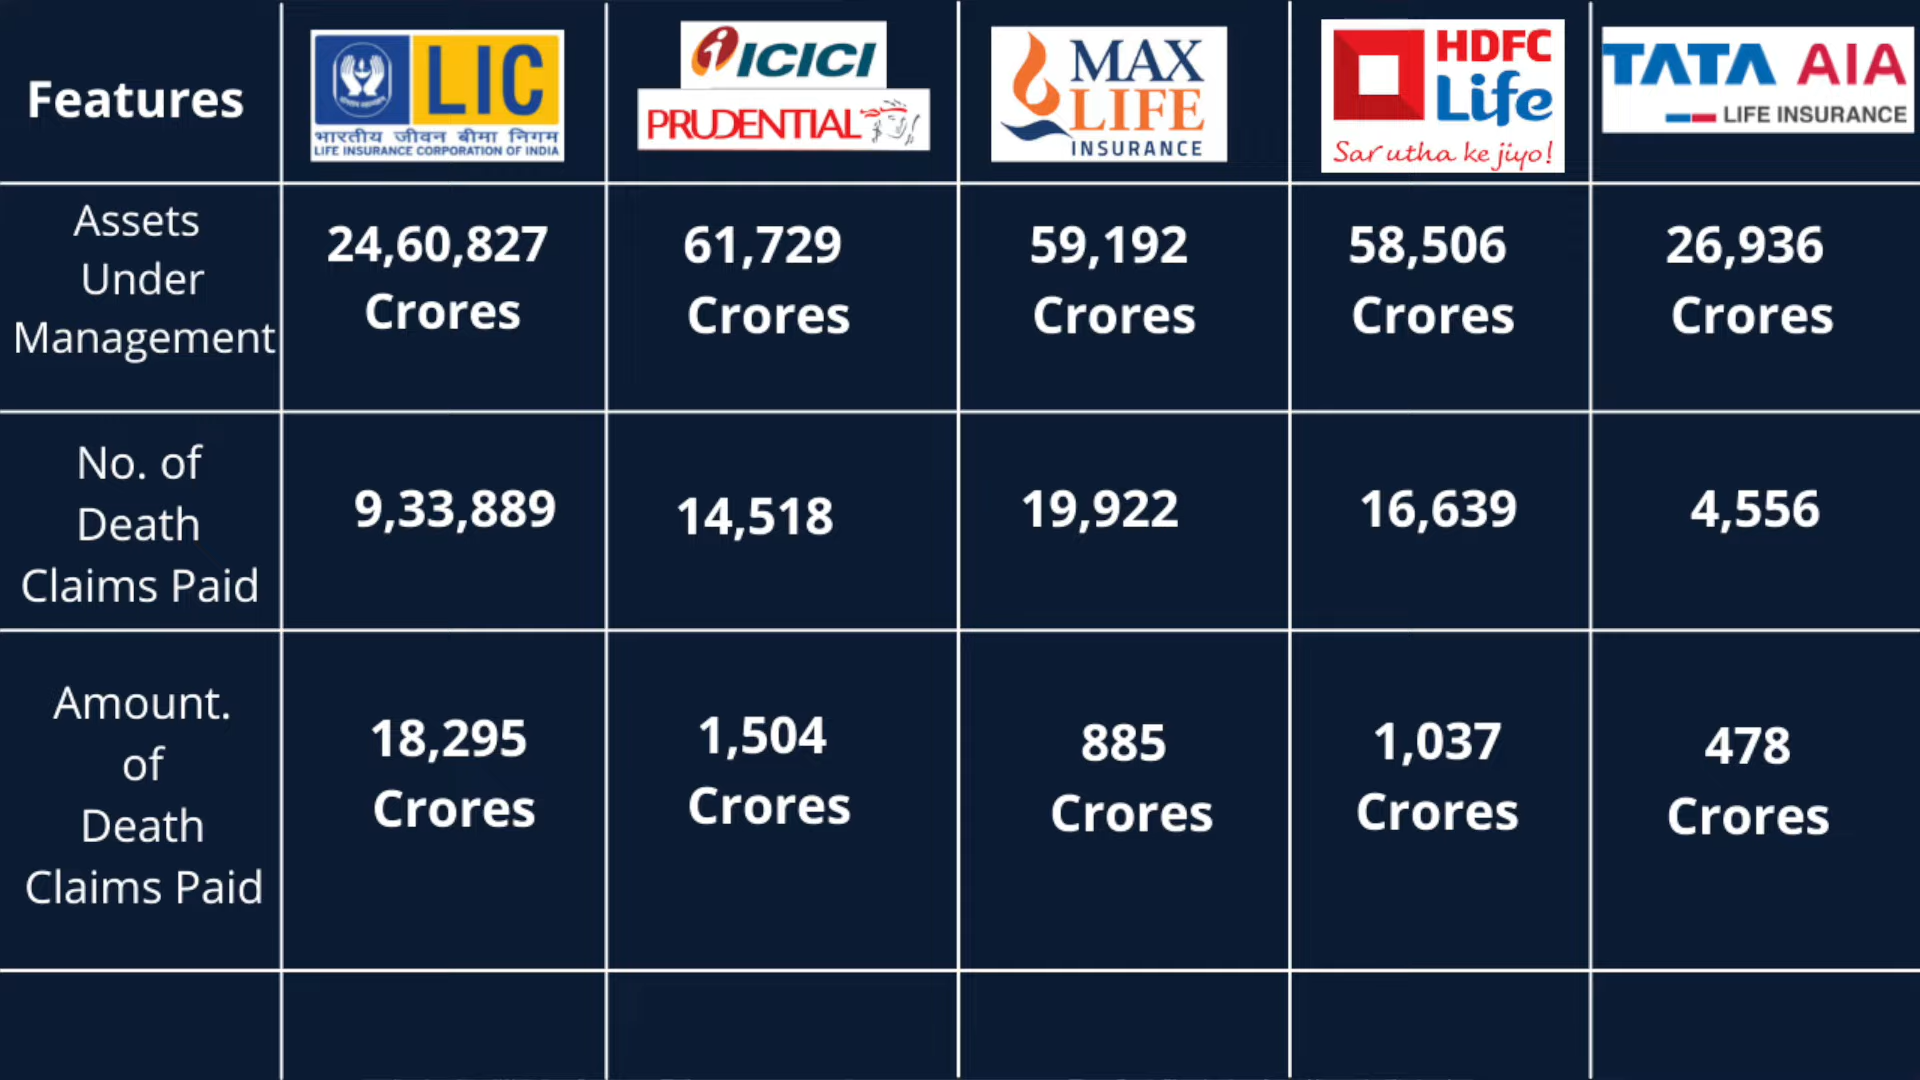 Features
LIC
भारतीय जीवन बीमा निगम
LIFE INSURANCE CORPORATION OF INDIA
ICICI
PRUDENTIAL
MAX
LIFE
INSURANCE
HDFC
Life
Sar utha ke jiyo!
TATA AIA
LIFE INSURANCE
Assets
Under
Management
24,60,827
Crores
61,729
Crores
59,192
Crores
58,506
Crores
26,936
Crores
No. of
Death
Claims Paid
9,33,889
14,518
19,922
16,639
4,556
Amount.
of
Death
Claims Paid
18,295
Crores
1,504
Crores
885
Crores
1,037
Crores
478
Crores